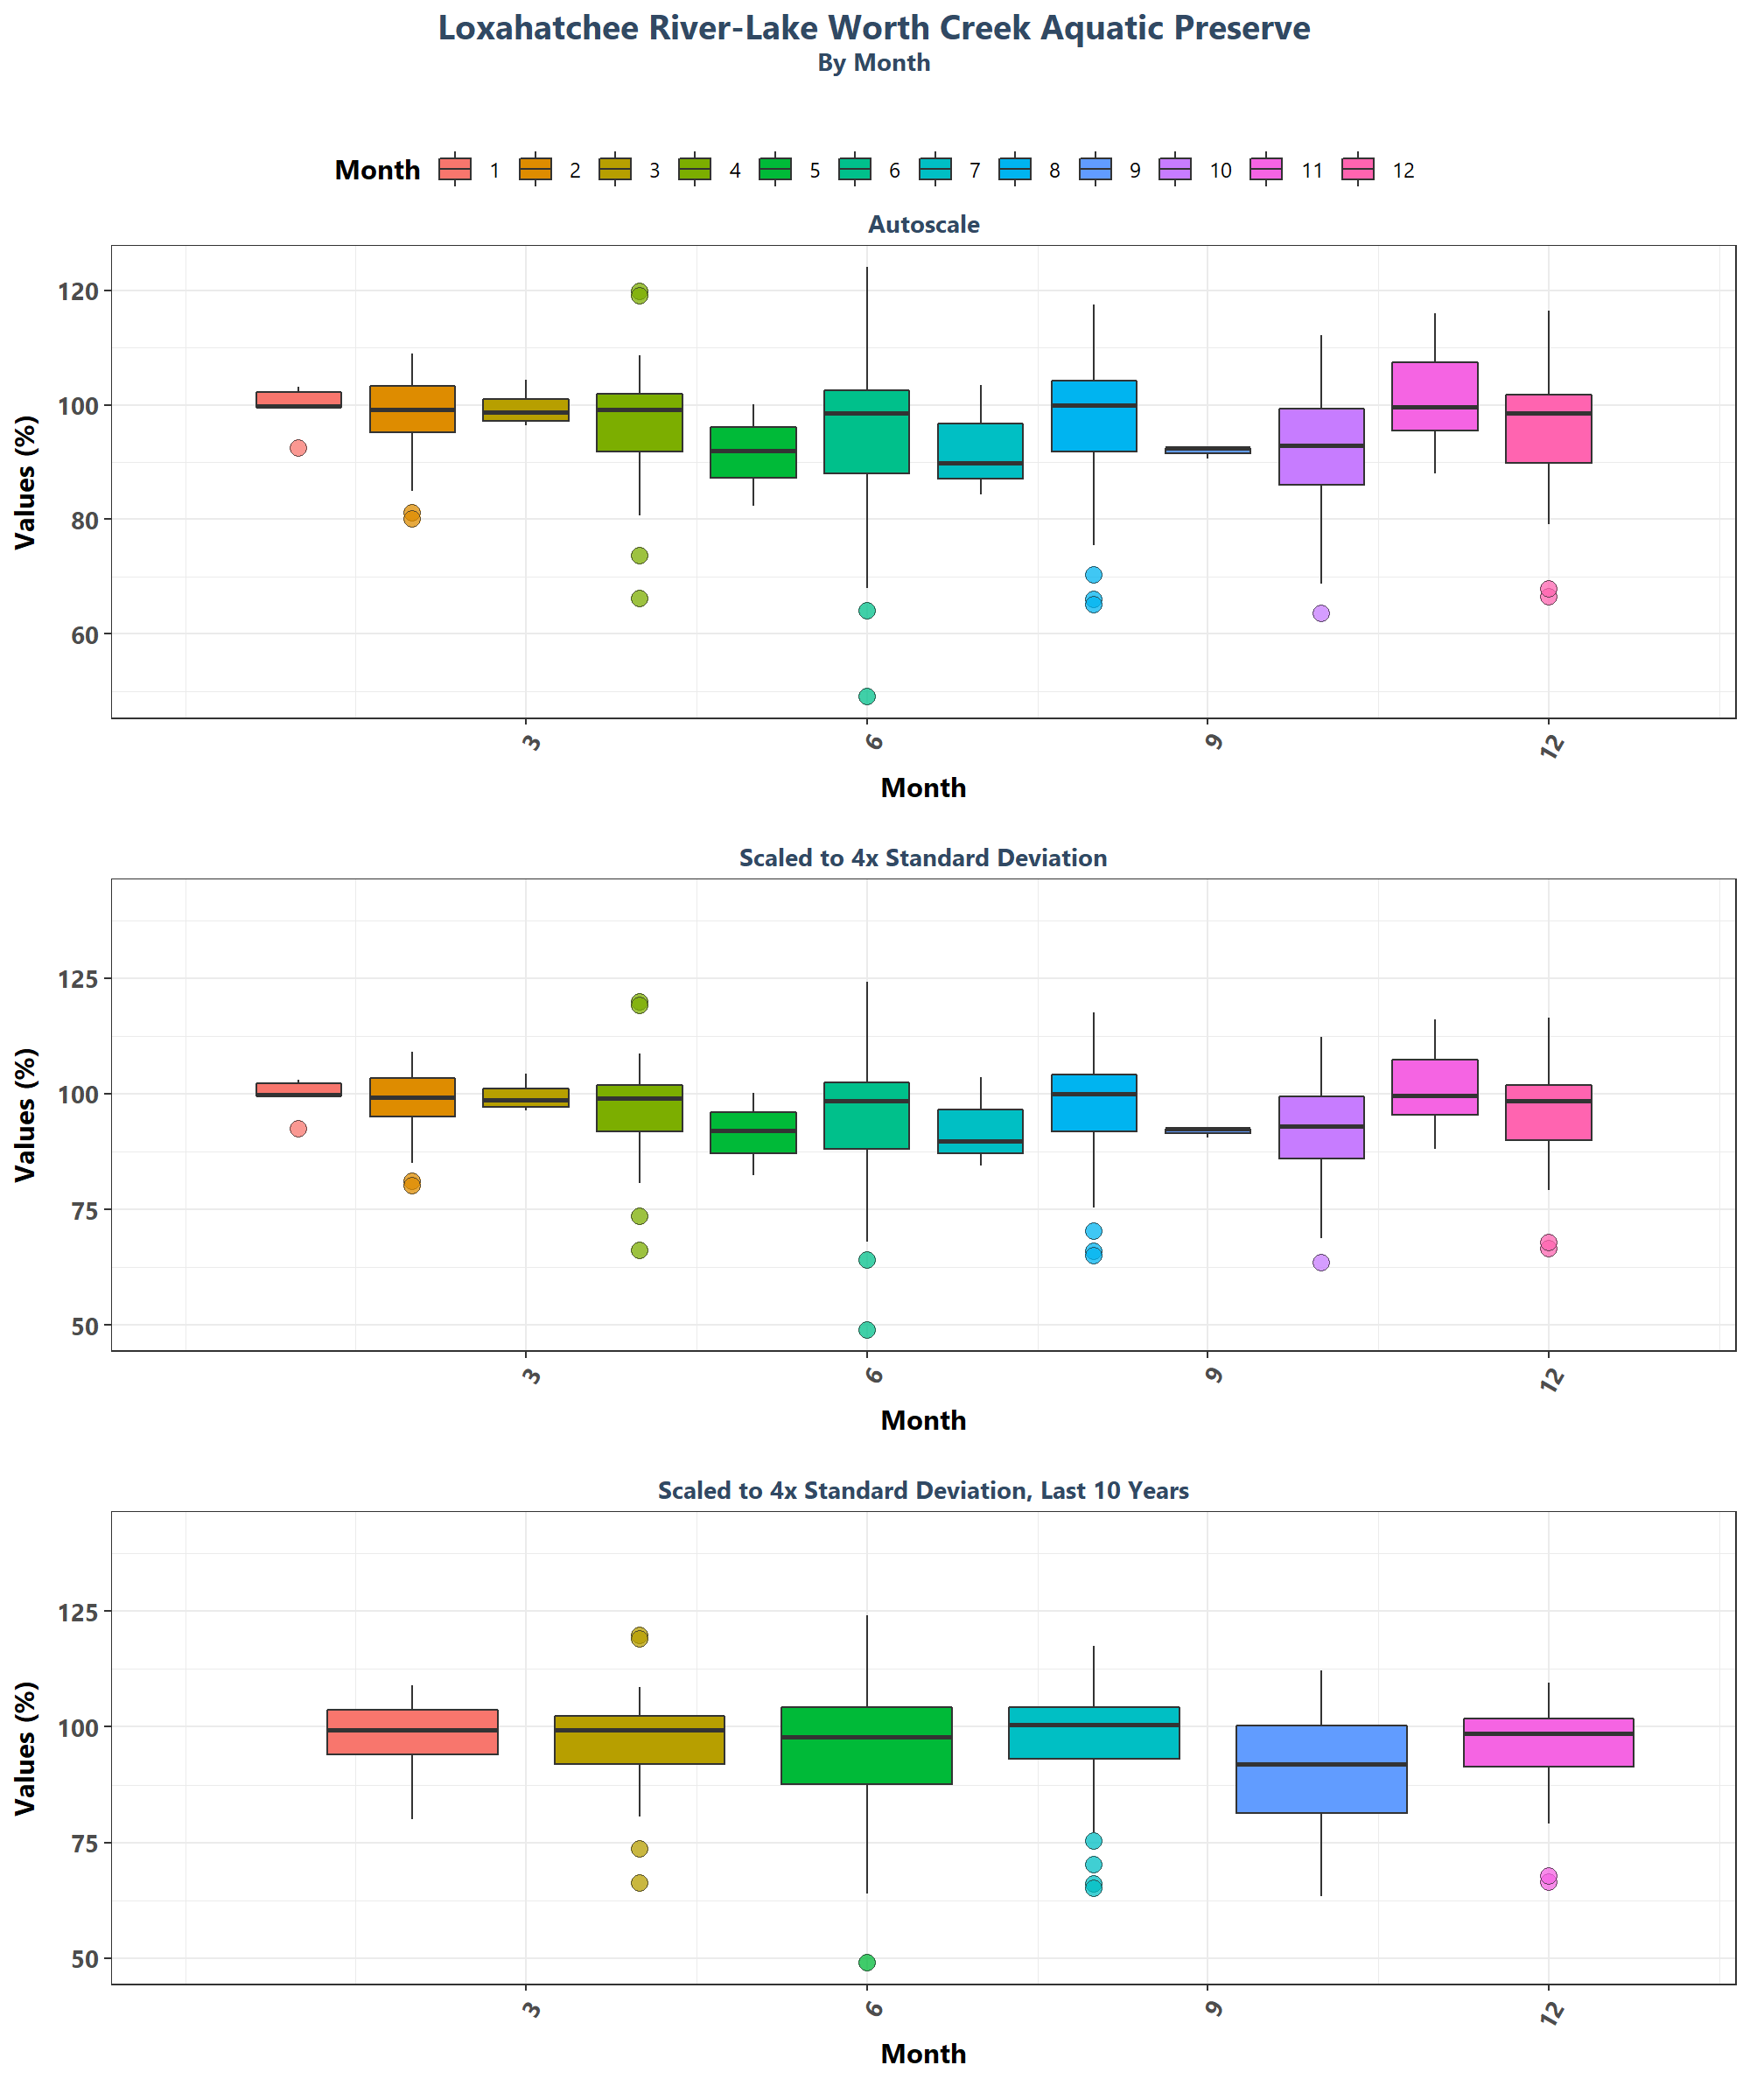 Loxahatchee River-Lake Worth Creek Aquatic Preserve
By Month
Month 1 2 3 4 5 6 7 8 9 10 11 12
Autoscale
Values (%)
120
100
80
60
3 6 9 12
Month
Scaled to 4x Standard Deviation
Values (%)
125
100
75
50
3 6 9 12
Month
Scaled to 4x Standard Deviation, Last 10 Years
Values (%)
125
100
75
50
3 6 9 12
Month